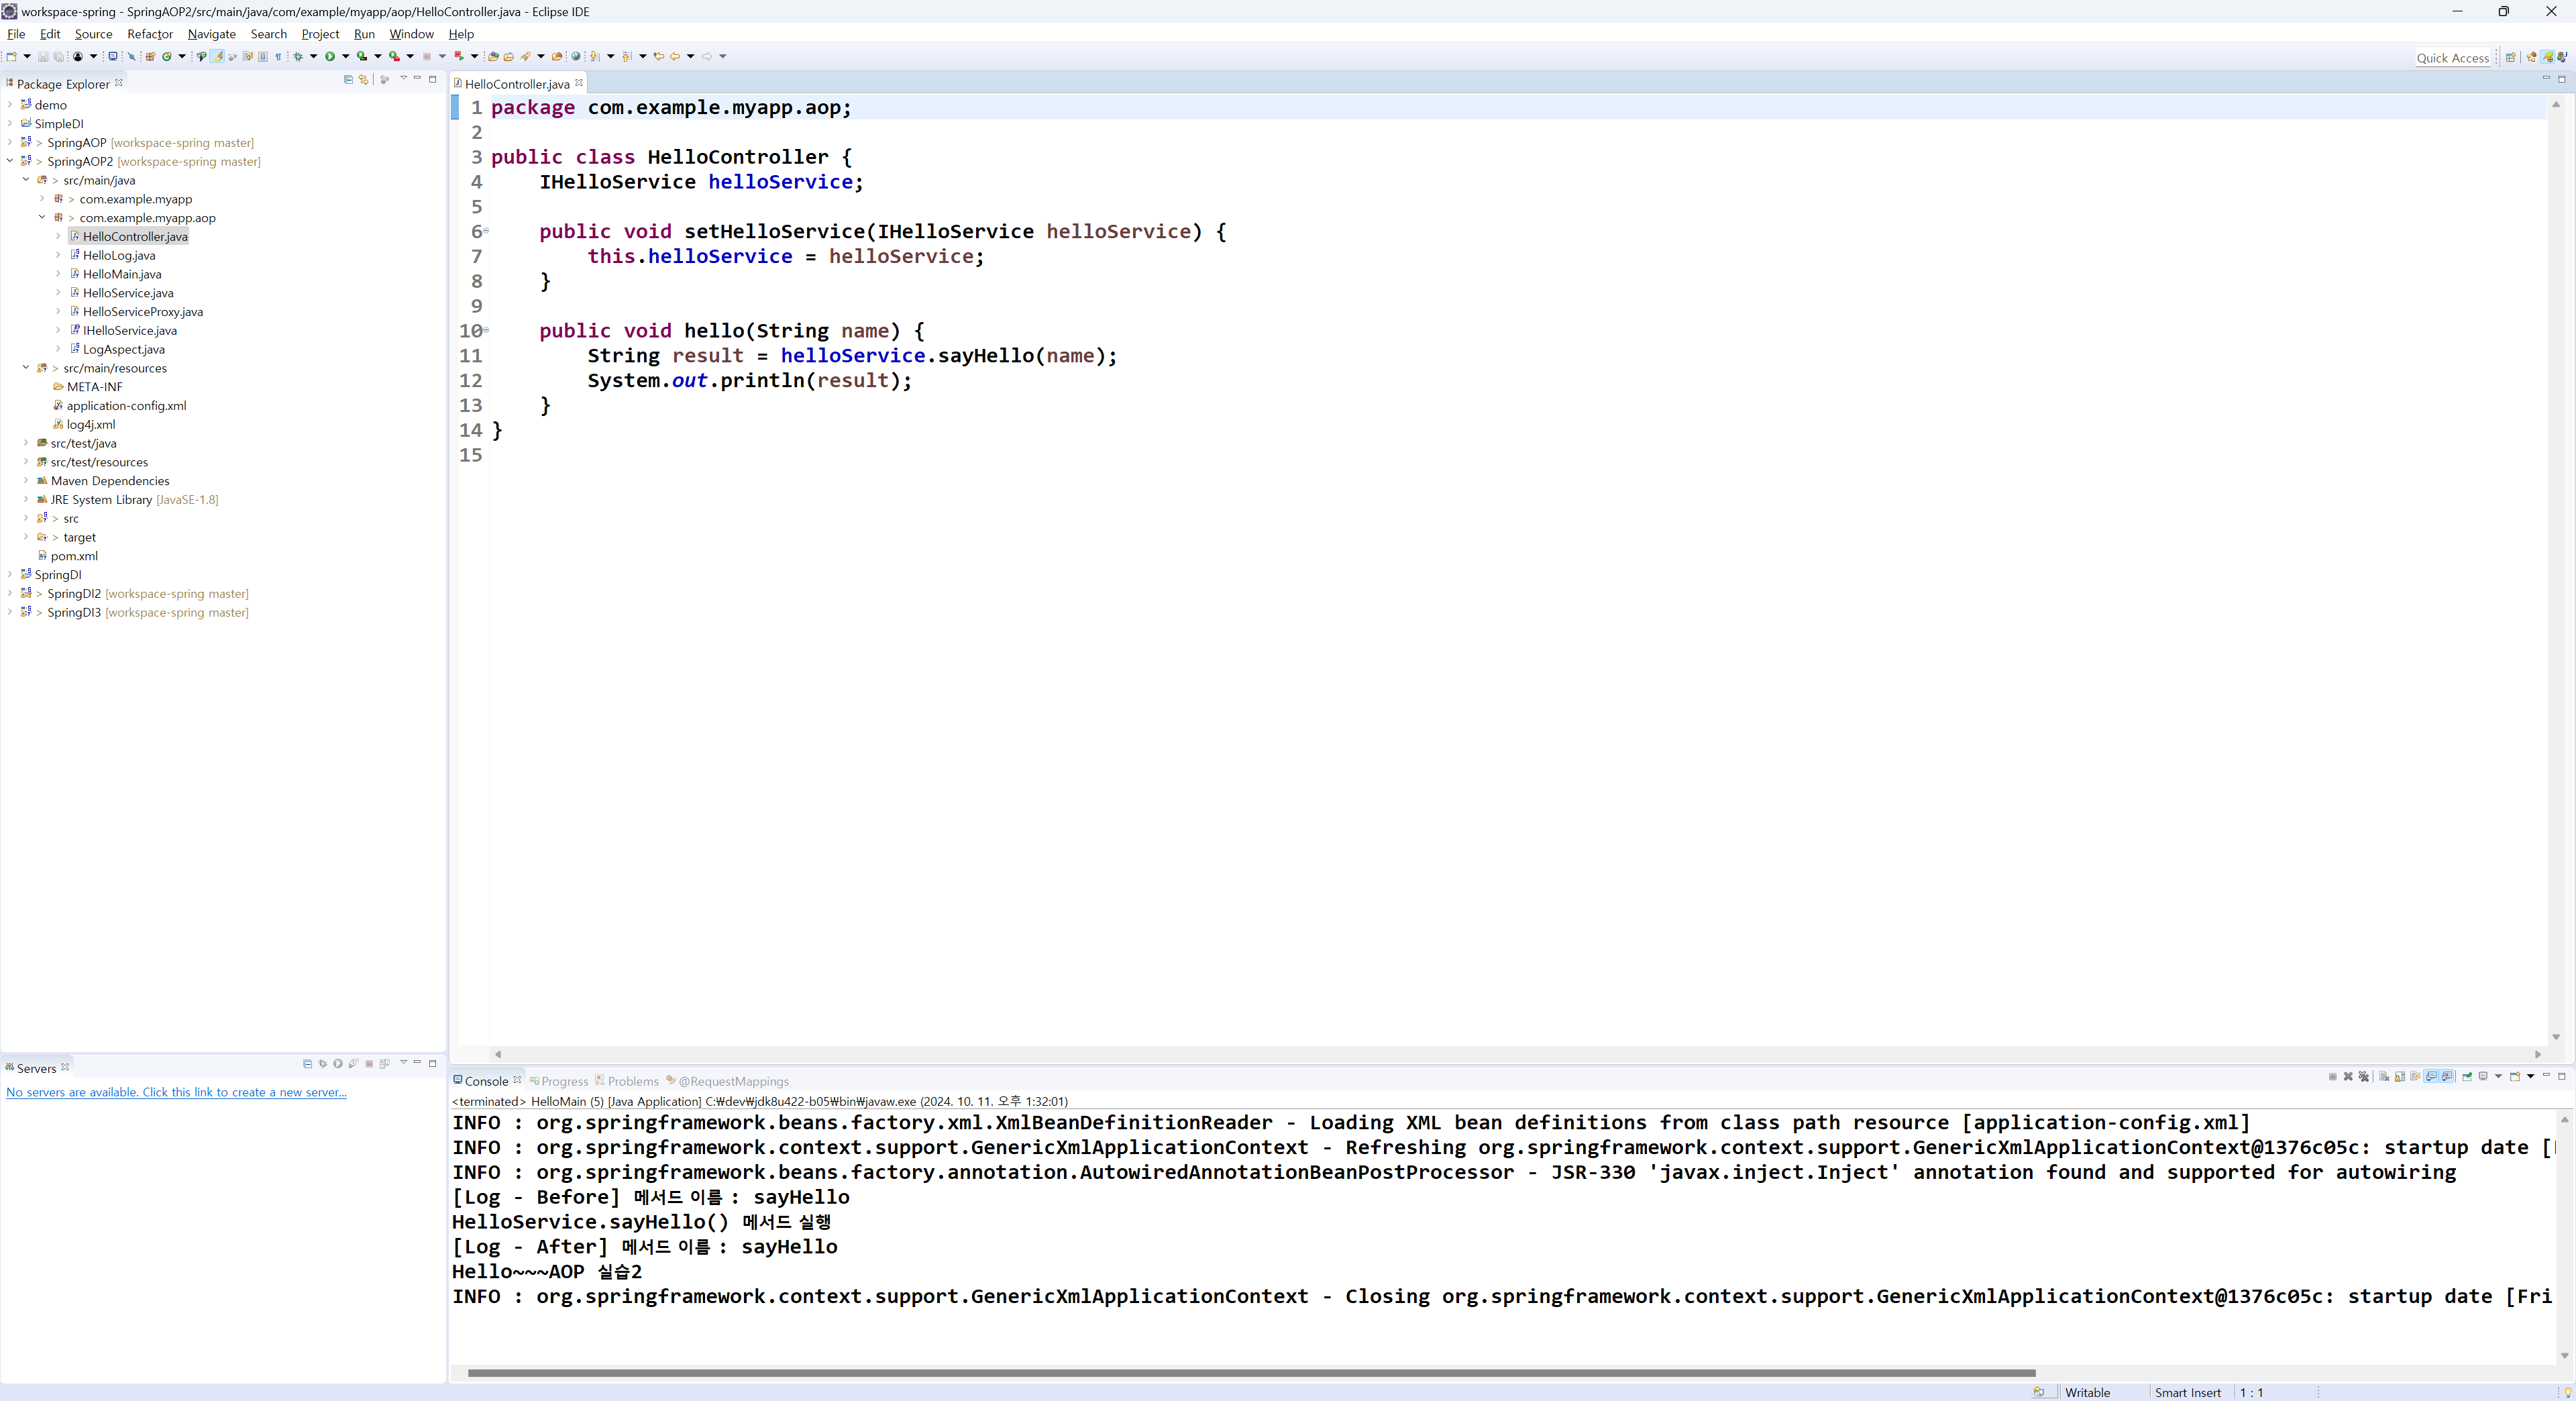 workspace-spring - SpringAOP2/src/main/java/com/example/myapp/aop/HelloController.java - Eclipse IDE
File Edit Source Refactor Navigate Search Project Run Window Help
Quick Access
Package Explorer
demo
SimpleDI
> SpringAOP [workspace-spring master]
> SpringAOP2 [workspace-spring master]
> src/main/java
> com.example.myapp
> com.example.myapp.aop
HelloController.java
HelloLog.java
HelloMain.java
HelloService.java
HelloServiceProxy.java
IHelloService.java
LogAspect.java
> src/main/resources
META-INF
application-config.xml
log4j.xml
src/test/java
src/test/resources
Maven Dependencies
JRE System Library [JavaSE-1.8]
> src
> target
pom.xml
SpringDI
> SpringDI2 [workspace-spring master]
> SpringDI3 [workspace-spring master]
Servers
No servers are available. Click this link to create a new server...
HelloController.java
1 package com.example.myapp.aop;
2
3 public class HelloController {
4     IHelloService helloService;
5
6     public void setHelloService(IHelloService helloService) {
7         this.helloService = helloService;
8     }
9
10     public void hello(String name) {
11         String result = helloService.sayHello(name);
12         System.out.println(result);
13     }
14 }
15
Console Progress Problems @RequestMappings
<terminated> HelloMain (5) [Java Application] C:₩dev₩jdk8u422-b05₩bin₩javaw.exe (2024. 10. 11. 오후 1:32:01)
INFO : org.springframework.beans.factory.xml.XmlBeanDefinitionReader - Loading XML bean definitions from class path resource [application-config.xml]
INFO : org.springframework.context.support.GenericXmlApplicationContext - Refreshing org.springframework.context.support.GenericXmlApplicationContext@1376c05c: startup date [
INFO : org.springframework.beans.factory.annotation.AutowiredAnnotationBeanPostProcessor - JSR-330 'javax.inject.Inject' annotation found and supported for autowiring
[Log - Before] 메서드 이름 : sayHello
HelloService.sayHello() 메서드 실행
[Log - After] 메서드 이름 : sayHello
Hello~~~AOP 실습2
INFO : org.springframework.context.support.GenericXmlApplicationContext - Closing org.springframework.context.support.GenericXmlApplicationContext@1376c05c: startup date [Fri
Writable Smart Insert 1 : 1